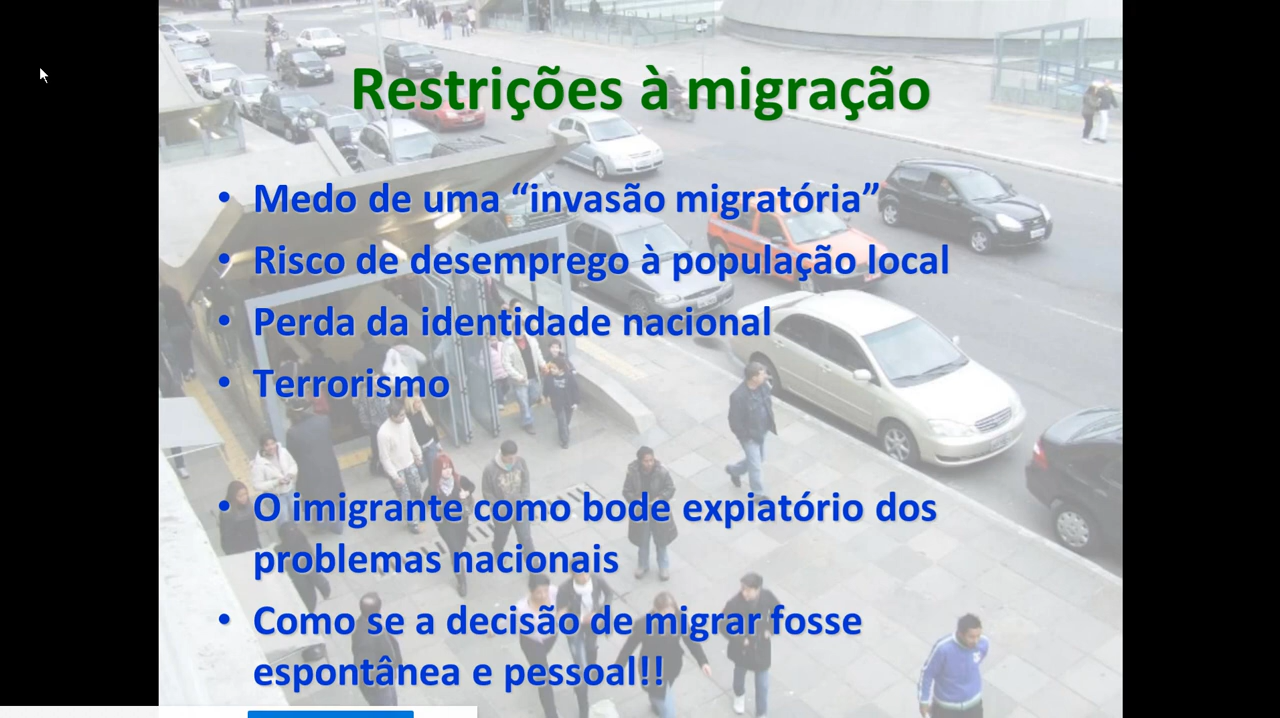 Restrições à migração
• Medo de uma “invasão migratória”
• Risco de desemprego à população local
• Perda da identidade nacional
• Terrorismo
• O imigrante como bode expiatório dos
problemas nacionais
• Como se a decisão de migrar fosse
espontânea e pessoal!!